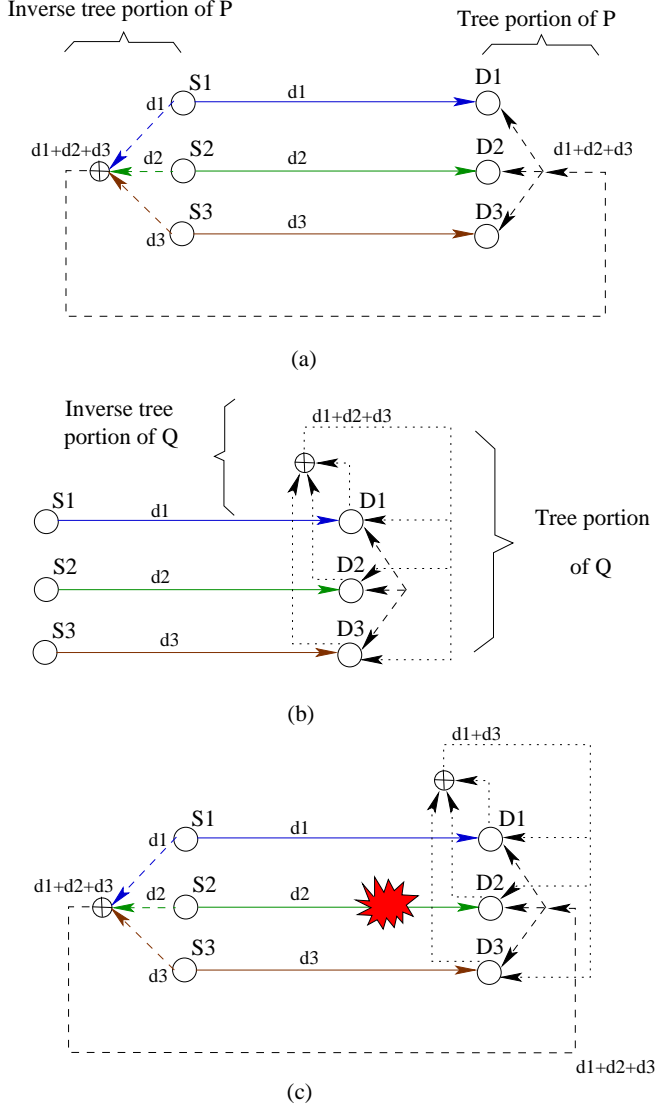 Inverse tree portion of P
Tree portion of P
S1
D1
d1
d1
d1+d2+d3
S2
D2
d2
d2
d1+d2+d3
S3
D3
d3
d3
(a)
Inverse tree
portion of Q
d1+d2+d3
S1
d1
D1
Tree portion
of Q
S2
d2
D2
S3
d3
D3
(b)
d1+d3
S1
D1
d1
d1
d1+d2+d3
S2
D2
d2
d2
S3
D3
d3
d3
d1+d2+d3
(c)